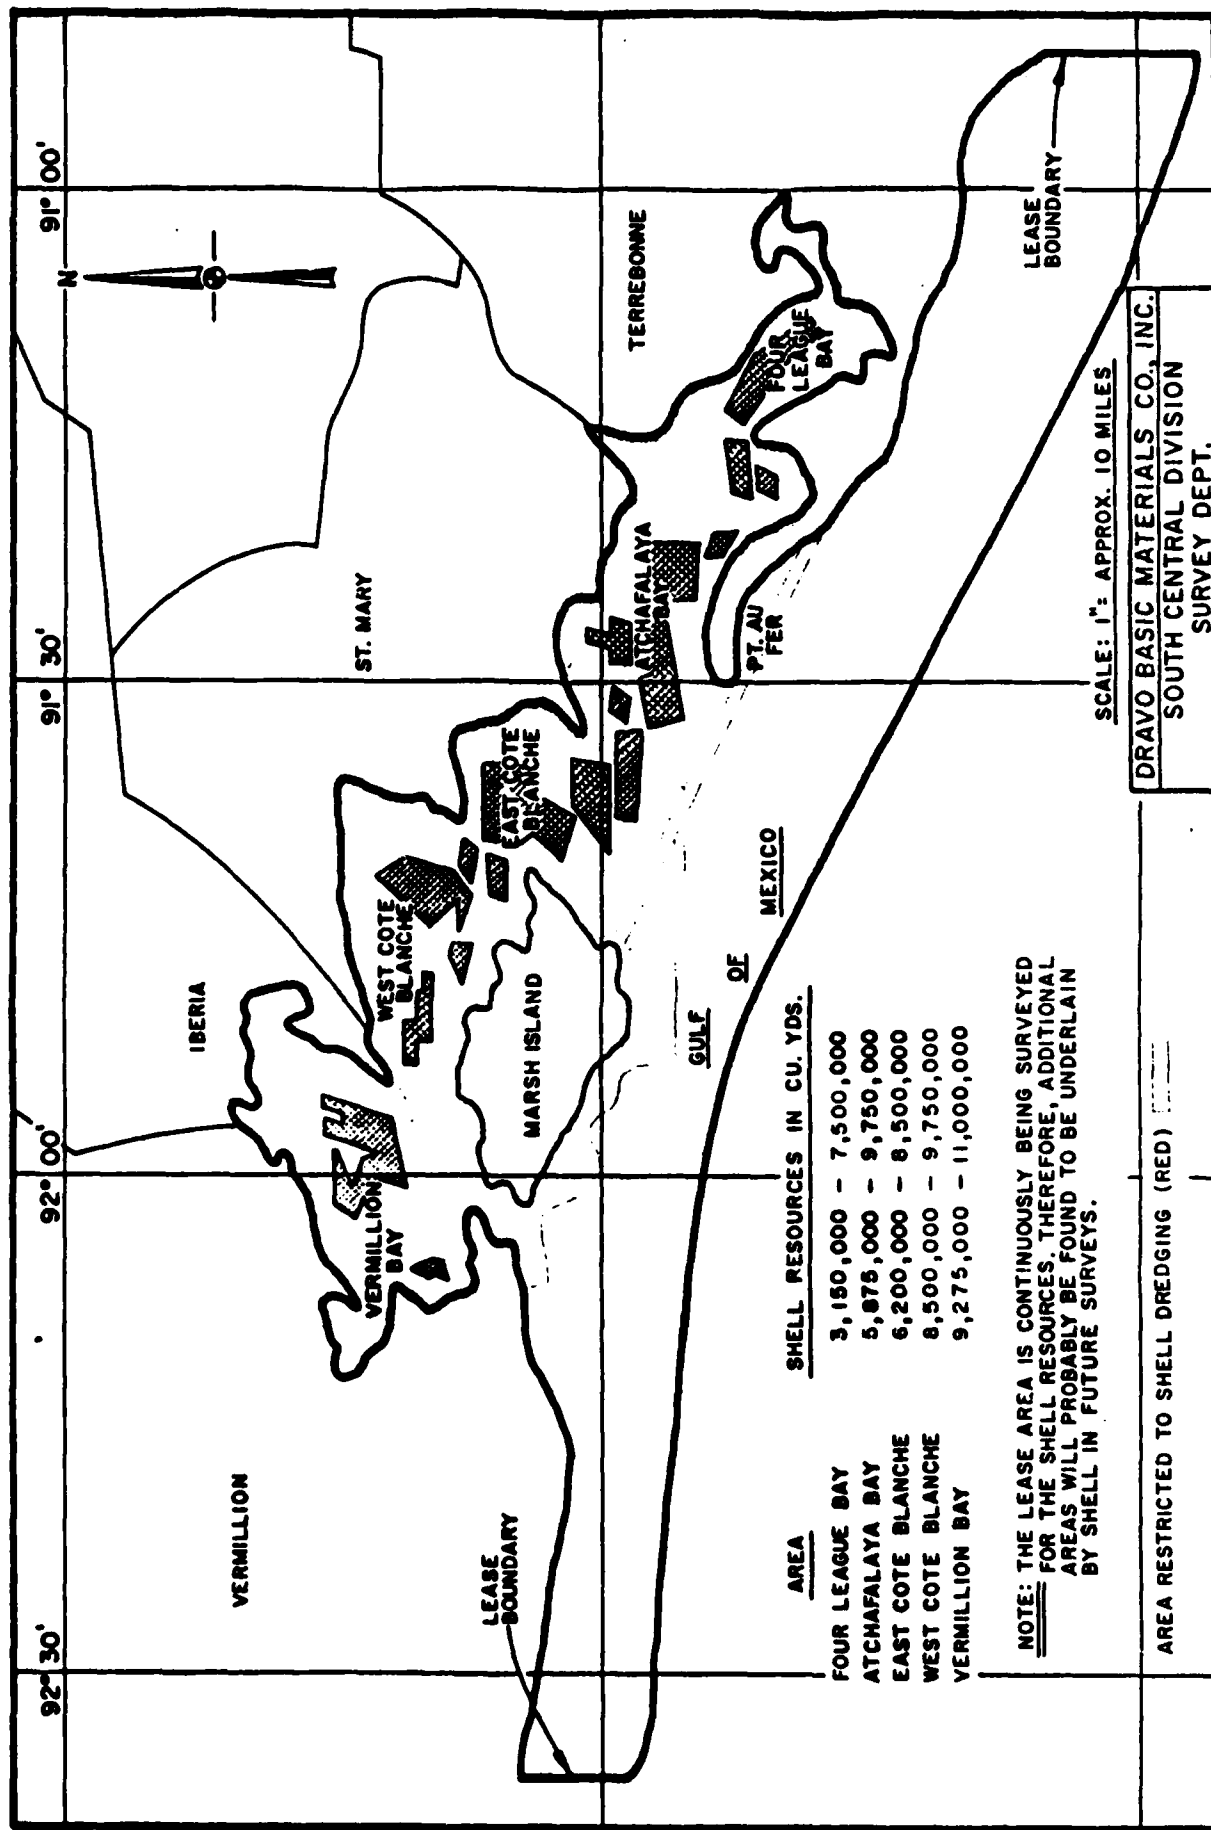 92° 30'
92° 00'
91° 30'
91° 00'
N
VERMILLION
IBERIA
ST. MARY
TERREBONNE
VERMILLION
BAY
WEST COTE
BLANCHE
EAST COTE
BLANCHE
MARSH ISLAND
ATCHAFALAYA
BAY
FOUR
LEAGUE
BAY
PT. AU
FER
LEASE
BOUNDARY
GULF
OF
MEXICO
LEASE
BOUNDARY
AREA
SHELL RESOURCES IN CU. YDS.
FOUR LEAGUE BAY 3,150,000 - 7,500,000
ATCHAFALAYA BAY 5,875,000 - 9,750,000
EAST COTE BLANCHE 6,200,000 - 8,500,000
WEST COTE BLANCHE 8,500,000 - 9,750,000
VERMILLION BAY 9,275,000 - 11,000,000
NOTE: THE LEASE AREA IS CONTINUOUSLY BEING SURVEYED
FOR THE SHELL RESOURCES. THEREFORE, ADDITIONAL
AREAS WILL PROBABLY BE FOUND TO BE UNDERLAIN
BY SHELL IN FUTURE SURVEYS.
AREA RESTRICTED TO SHELL DREDGING (RED)
SCALE: 1"= APPROX. 10 MILES
DRAVO BASIC MATERIALS CO., INC.
SOUTH CENTRAL DIVISION
SURVEY DEPT.